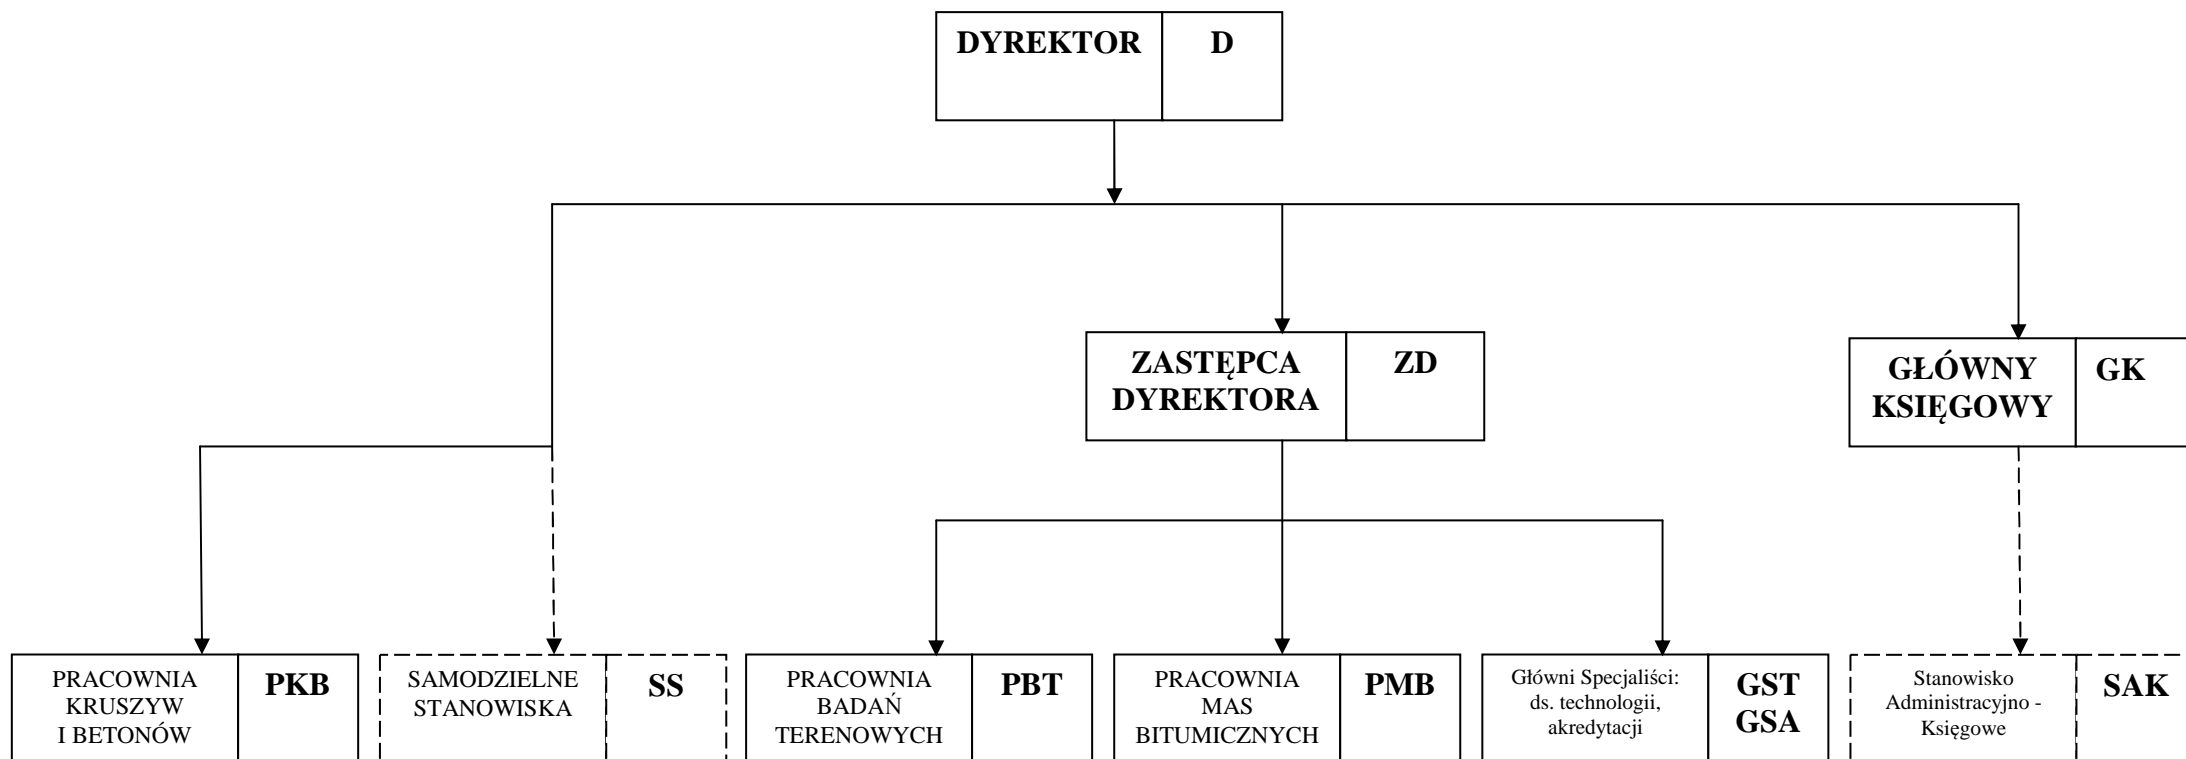 DYREKTOR D
ZASTĘPCA
DYREKTORA
ZD
GŁÓWNY
KSIĘGOWY
GK
PRACOWNIA
KRUSZYW
I BETONÓW
PKB
SAMODZIELNE
STANOWISKA
SS
PRACOWNIA
BADAŃ
TERENOWYCH
PBT
PRACOWNIA
MAS
BITUMICZNYCH
PMB
Główni Specjaliści:
ds. technologii,
akredytacji
GST
GSA
Stanowisko
Administracyjno -
Księgowe
SAK